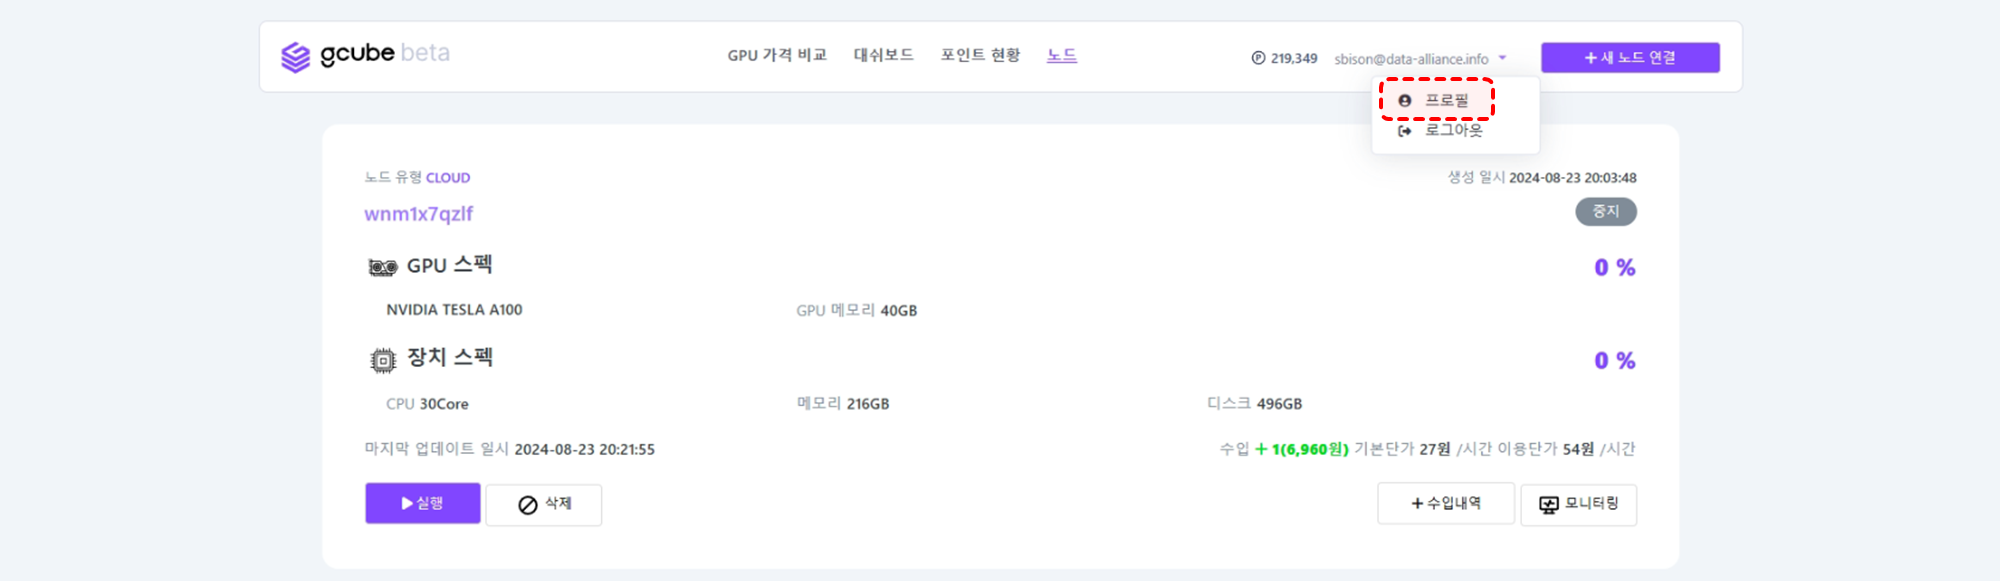 gcube beta
GPU 가격 비교 대쉬보드 포인트 현황 노드
Ⓟ 219,349 sbison@data-alliance.info
+ 새 노드 연결
프로필
로그아웃
노드 유형 CLOUD
생성 일시 2024-08-23 20:03:48
wnm1x7qzlf
중지
GPU 스펙
0 %
NVIDIA TESLA A100
GPU 메모리 40GB
장치 스펙
0 %
CPU 30Core
메모리 216GB
디스크 496GB
마지막 업데이트 일시 2024-08-23 20:21:55
수입 + 1(6,960원) 기본단가 27원 /시간 이용단가 54원 /시간
실행
삭제
+ 수입내역
모니터링